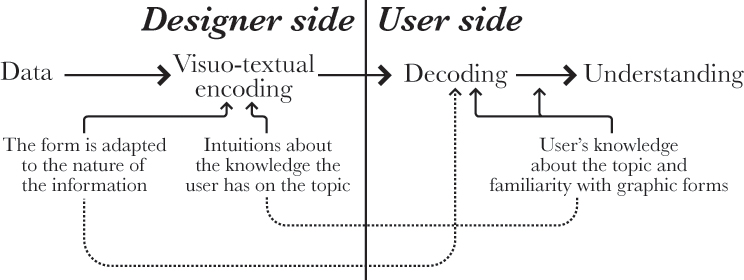 Designer side
User side
Data
Visuo-textual
encoding
Decoding
Understanding
The form is adapted
to the nature of
the information
Intuitions about
the knowledge the
user has on the topic
User’s knowledge
about the topic and
familiarity with graphic forms